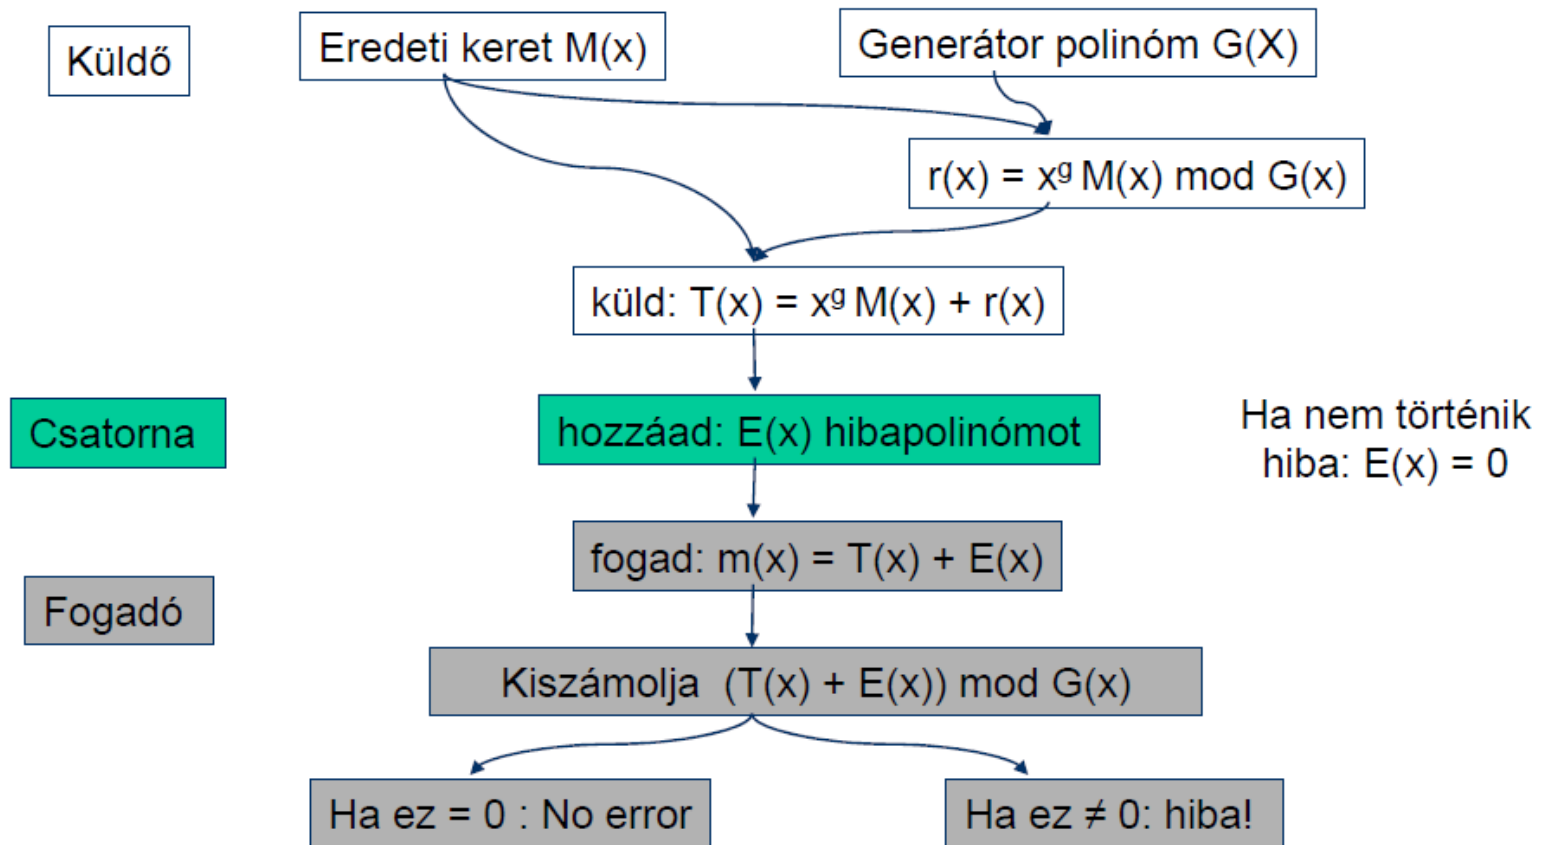 Küldő
Eredeti keret M(x)
Generátor polinóm G(X)
r(x) = xᵍ M(x) mod G(x)
küld: T(x) = xᵍ M(x) + r(x)
Csatorna
hozzáad: E(x) hibapolinómot
Ha nem történik
hiba: E(x) = 0
fogad: m(x) = T(x) + E(x)
Fogadó
Kiszámolja (T(x) + E(x)) mod G(x)
Ha ez = 0 : No error
Ha ez ≠ 0: hiba!